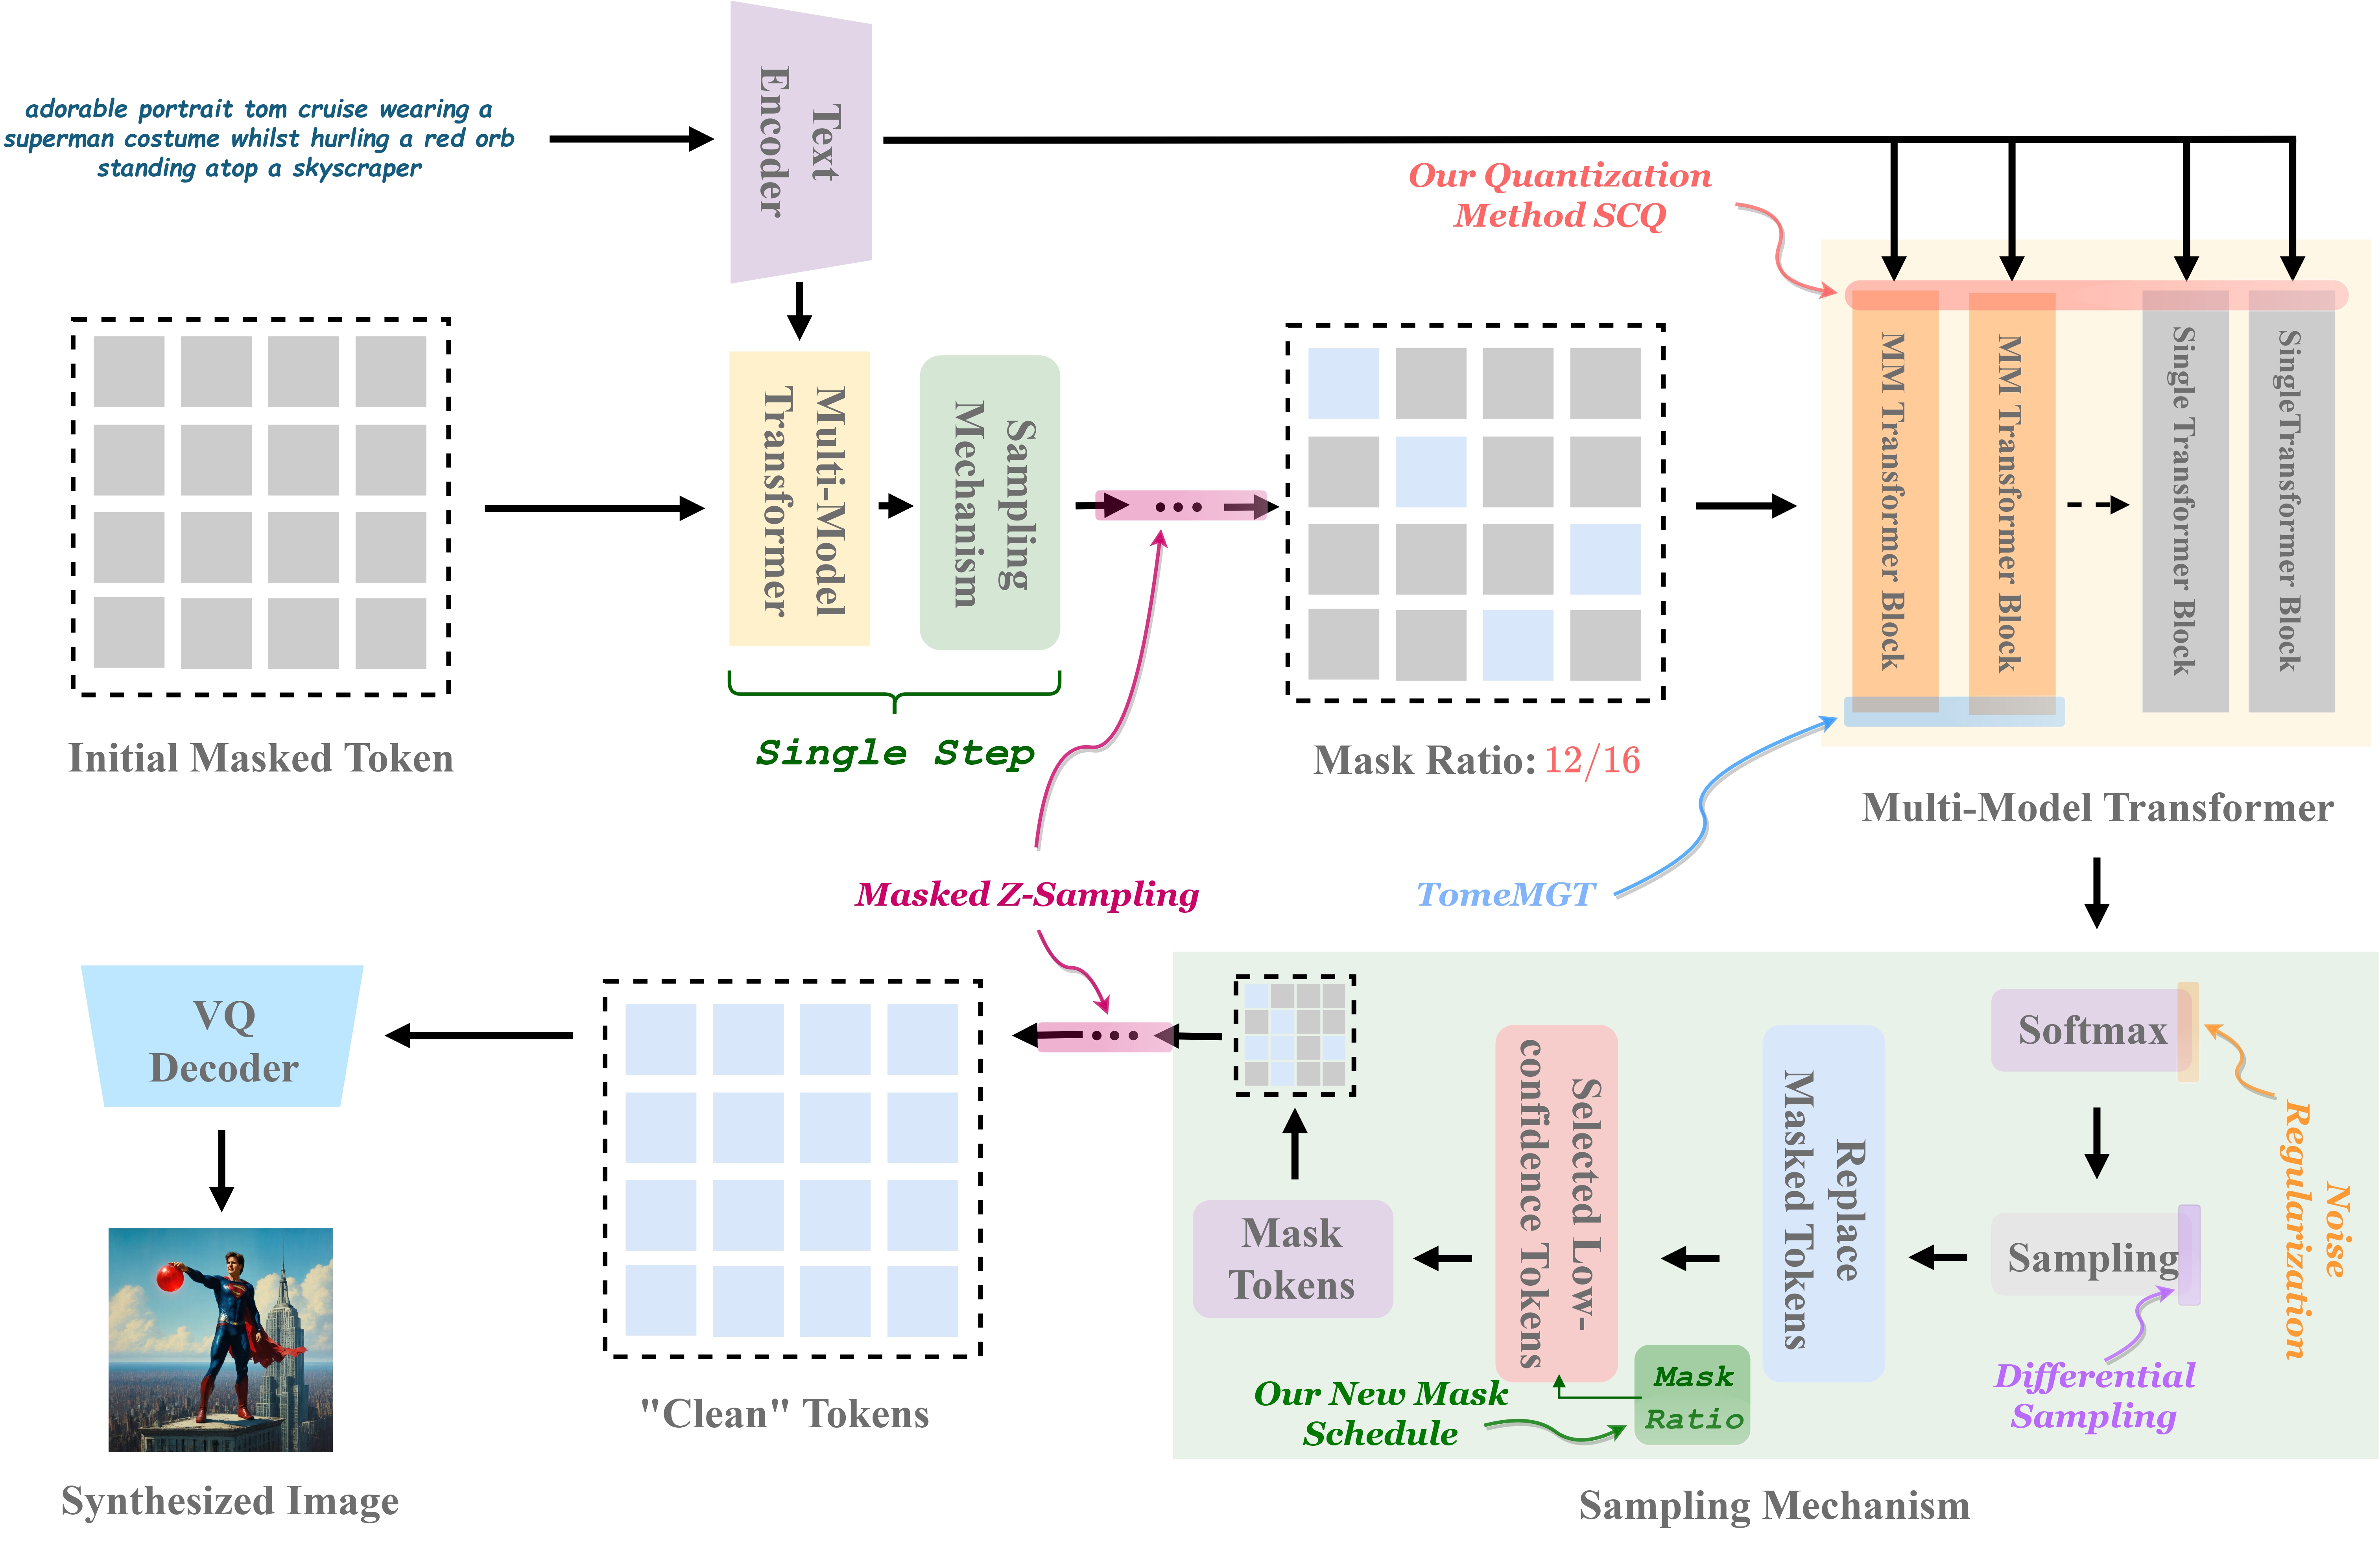 adorable portrait tom cruise wearing a
superman costume whilst hurling a red orb
standing atop a skyscraper
Text
Encoder
Our Quantization
Method SCQ
Initial Masked Token
Multi-Model
Transformer
Sampling
Mechanism
Single Step
Mask Ratio: 12/16
MM Transformer Block
MM Transformer Block
Single Transformer Block
SingleTransformer Block
Multi-Model Transformer
Masked Z-Sampling
TomeMGT
Softmax
Noise
Regularization
Sampling
Differential
Sampling
Replace
Masked Tokens
Selected Low-
confidence Tokens
Mask
Ratio
Our New Mask
Schedule
Mask
Tokens
Sampling Mechanism
"Clean" Tokens
VQ
Decoder
Synthesized Image